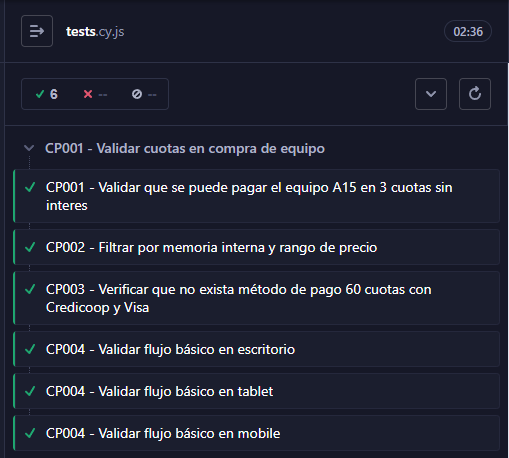 tests.cy.js
02:36
6 -- --
CP001 - Validar cuotas en compra de equipo
CP001 - Validar que se puede pagar el equipo A15 en 3 cuotas sin
interes
CP002 - Filtrar por memoria interna y rango de precio
CP003 - Verificar que no exista método de pago 60 cuotas con
Credicoop y Visa
CP004 - Validar flujo básico en escritorio
CP004 - Validar flujo básico en tablet
CP004 - Validar flujo básico en mobile